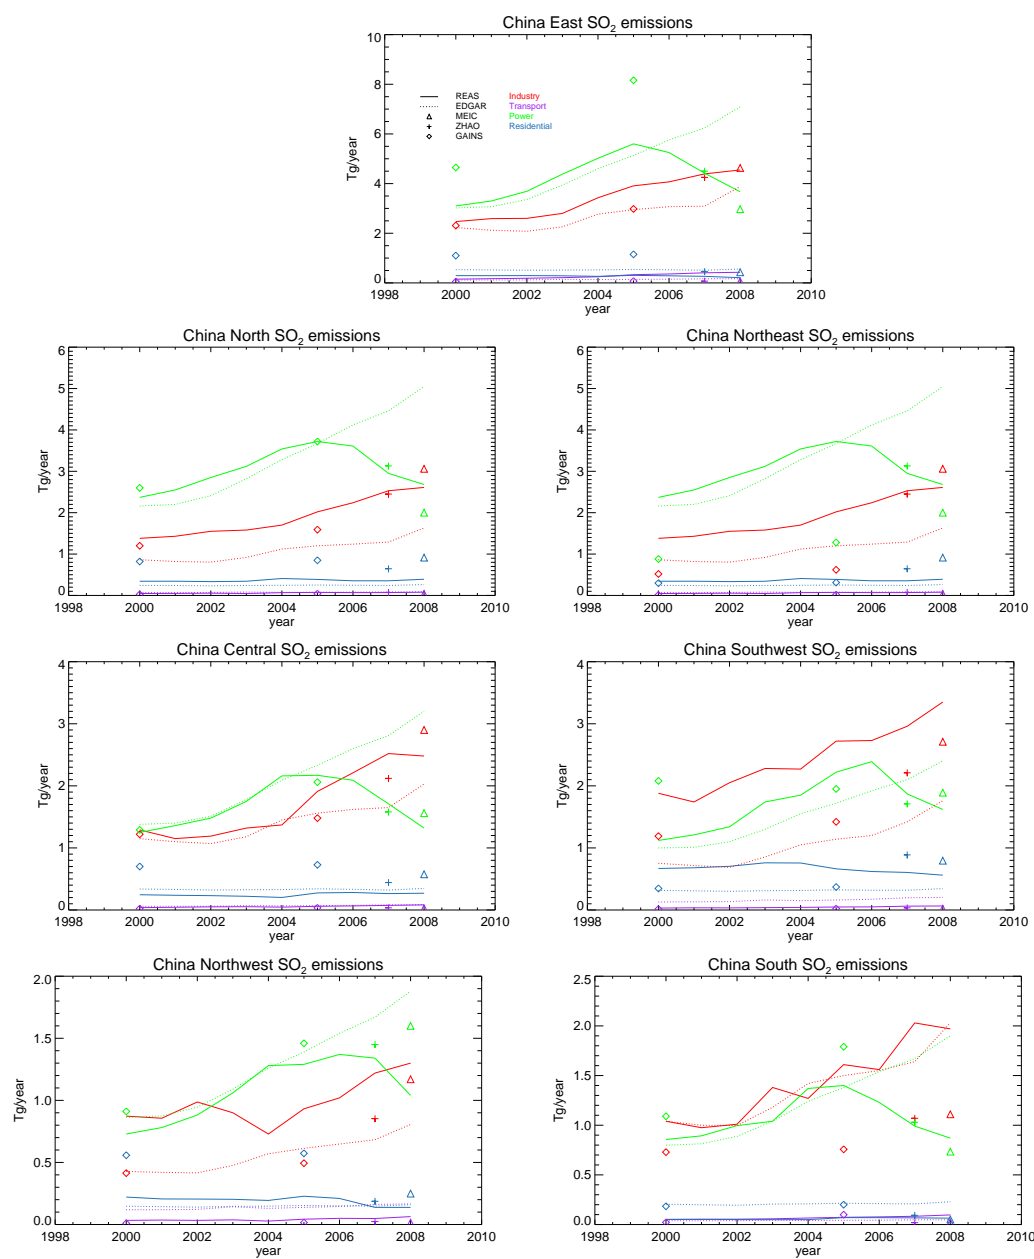 China East SO2 emissions
10
8
6
4
2
0
Tg/year
REAS Industry
EDGAR Transport
MEIC Power
ZHAO Residential
GAINS
1998 2000 2002 2004 2006 2008 2010
year
China North SO2 emissions
6
5
4
3
2
1
0
Tg/year
1998 2000 2002 2004 2006 2008 2010
year
China Northeast SO2 emissions
6
5
4
3
2
1
0
Tg/year
1998 2000 2002 2004 2006 2008 2010
year
China Central SO2 emissions
4
3
2
1
0
Tg/year
1998 2000 2002 2004 2006 2008 2010
year
China Southwest SO2 emissions
4
3
2
1
0
Tg/year
1998 2000 2002 2004 2006 2008 2010
year
China Northwest SO2 emissions
2.0
1.5
1.0
0.5
0.0
Tg/year
1998 2000 2002 2004 2006 2008 2010
year
China South SO2 emissions
2.5
2.0
1.5
1.0
0.5
0.0
Tg/year
1998 2000 2002 2004 2006 2008 2010
year